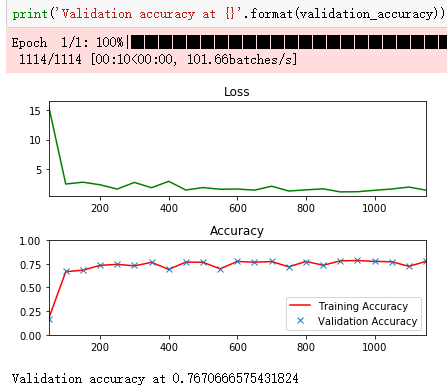 print('Validation accuracy at {}'.format(validation_accuracy))
Epoch  1/1: 100%|
1114/1114 [00:10<00:00, 101.66batches/s]
Loss
15
10
5
200 400 600 800 1000
Accuracy
1.00
0.75
0.50
0.25
0.00
Training Accuracy
Validation Accuracy
200 400 600 800 1000
Validation accuracy at 0.7670666575431824